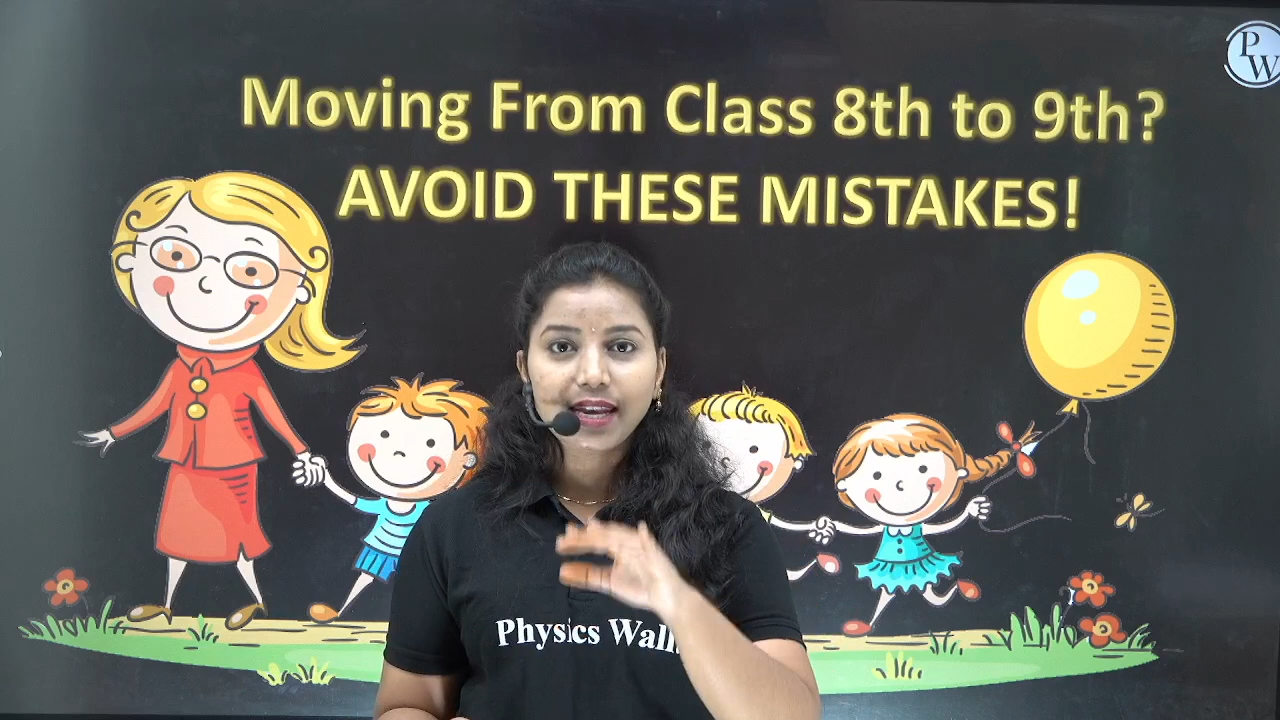 Moving From Class 8th to 9th?
AVOID THESE MISTAKES!
PW
Physics Wall